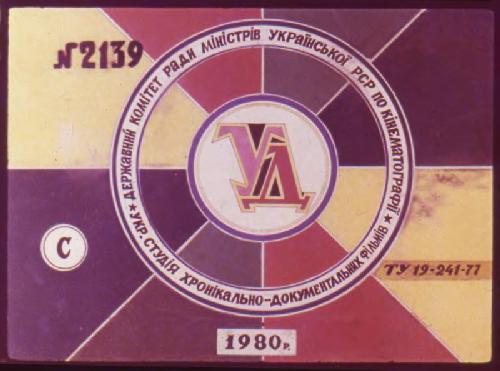 №2139
ДЕРЖАВНИЙ КОМІТЕТ РАДИ МІНІСТРІВ УКРАЇНСЬКОЇ РСР ПО КІНЕМАТОГРАФІЇ ★
УКР. СТУДІЯ ХРОНІКАЛЬНО-ДОКУМЕНТАЛЬНИХ ФІЛЬМІВ ★
УД
С
ТУ 19-241-77
1980р.